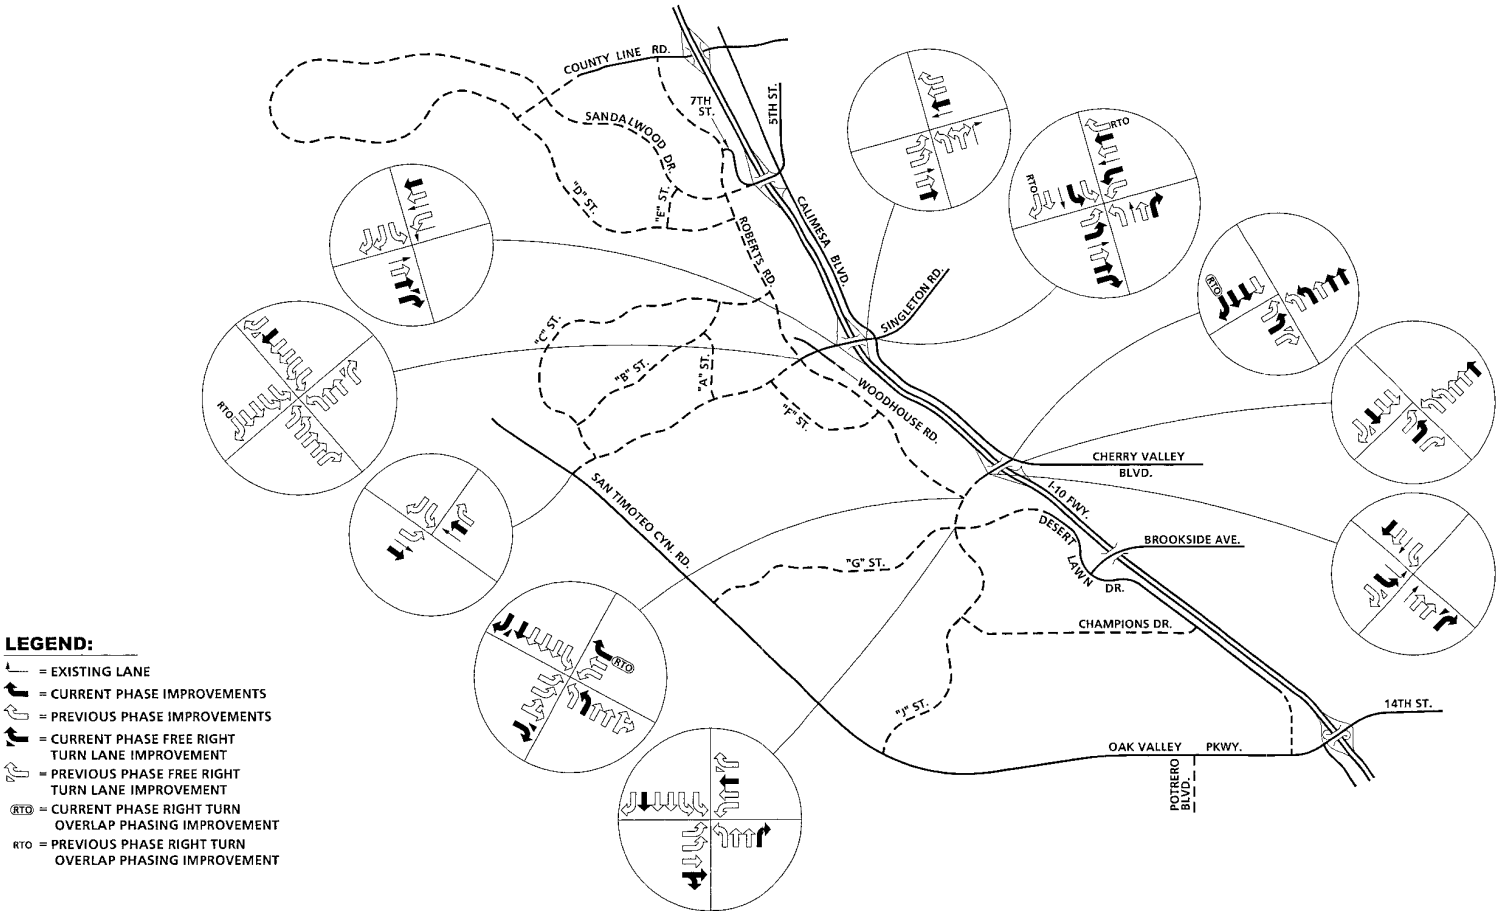 COUNTY LINE RD.
7TH
ST.
5TH ST.
SANDALWOOD DR.
"D" ST.
"E" ST.
ROBERTS RD.
CALIMESA BLVD.
SINGLETON RD.
RTO
RTO
RTO
"C" ST.
"B" ST.
"A" ST.
"F" ST.
WOODHOUSE RD.
RTO
CHERRY VALLEY
BLVD.
I-10 FWY.
SAN TIMOTEO CYN. RD.
DESERT LAWN DR.
BROOKSIDE AVE.
"G" ST.
CHAMPIONS DR.
RTO
"J" ST.
14TH ST.
OAK VALLEY PKWY.
POTRERO
BLVD.
LEGEND:
= EXISTING LANE
= CURRENT PHASE IMPROVEMENTS
= PREVIOUS PHASE IMPROVEMENTS
= CURRENT PHASE FREE RIGHT
TURN LANE IMPROVEMENT
= PREVIOUS PHASE FREE RIGHT
TURN LANE IMPROVEMENT
RTO = CURRENT PHASE RIGHT TURN
OVERLAP PHASING IMPROVEMENT
RTO = PREVIOUS PHASE RIGHT TURN
OVERLAP PHASING IMPROVEMENT